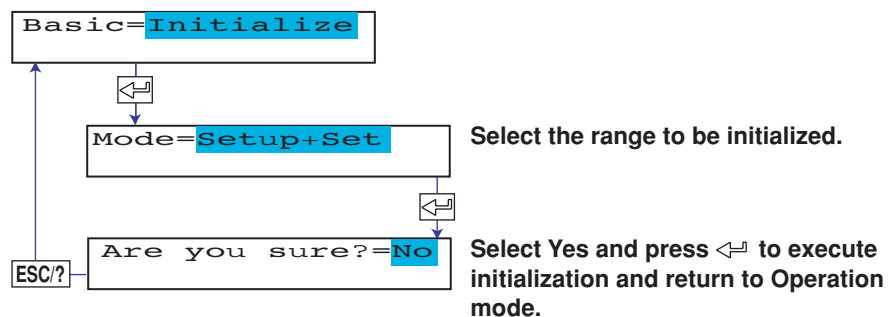 Basic=Initialize
Mode=Setup+Set
Select the range to be initialized.
Are you sure?=No
ESC/?
Select Yes and press to execute
initialization and return to Operation
mode.